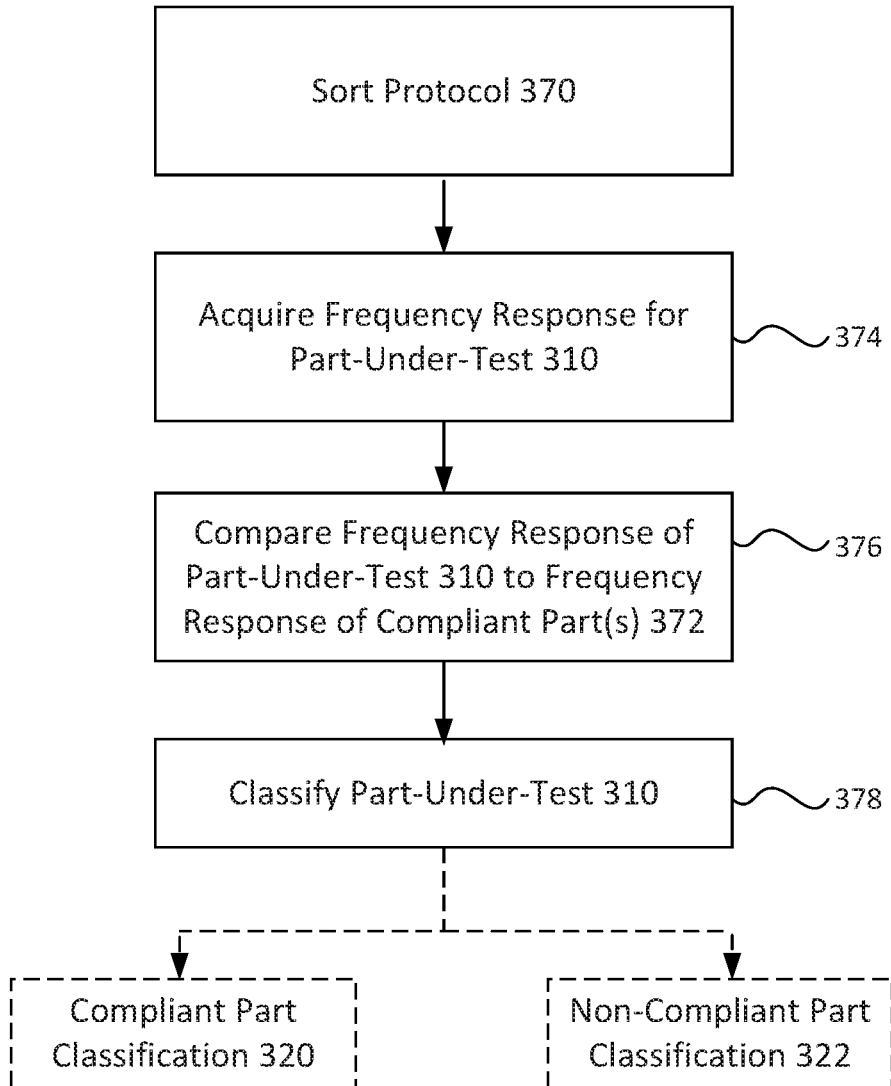 Sort Protocol 370
Acquire Frequency Response for
Part-Under-Test 310
374
Compare Frequency Response of
Part-Under-Test 310 to Frequency
Response of Compliant Part(s) 372
376
Classify Part-Under-Test 310
378
Compliant Part
Classification 320
Non-Compliant Part
Classification 322